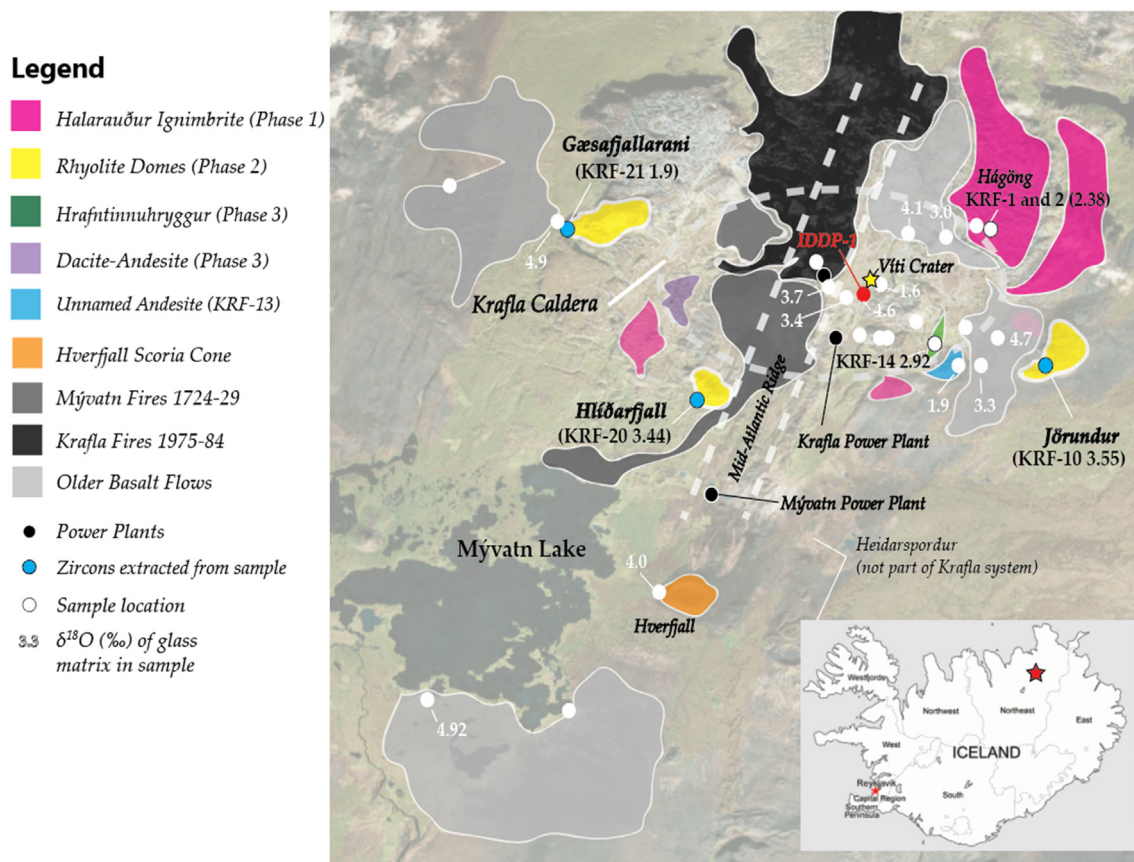 Legend
Halarauður Ignimbrite (Phase 1)
Rhyolite Domes (Phase 2)
Hrafntinnuhryggur (Phase 3)
Dacite-Andesite (Phase 3)
Unnamed Andesite (KRF-13)
Hverfjall Scoria Cone
Mývatn Fires 1724-29
Krafla Fires 1975-84
Older Basalt Flows
Power Plants
Zircons extracted from sample
Sample location
3.3 δ¹⁸O (‰) of glass
matrix in sample
Gæsafjallarani
(KRF-21 1.9)
4.9
Krafla Caldera
Hágöng
KRF-1 and 2 (2.38)
4.1
3.0
IDDP-1
Víti Crater
1.6
3.7
3.4
4.6
4.7
KRF-14 2.92
1.9
3.3
Hlíðarfjall
(KRF-20 3.44)
Mid-Atlantic Ridge
Krafla Power Plant
Jörundur
(KRF-10 3.55)
Mývatn Power Plant
Mývatn Lake
Heidarspordur
(not part of Krafla system)
4.0
Hverfjall
4.92
Westfjords
Northwest
Northeast
East
West
ICELAND
Reykjavik
Capital Region
Southern
Peninsula
South